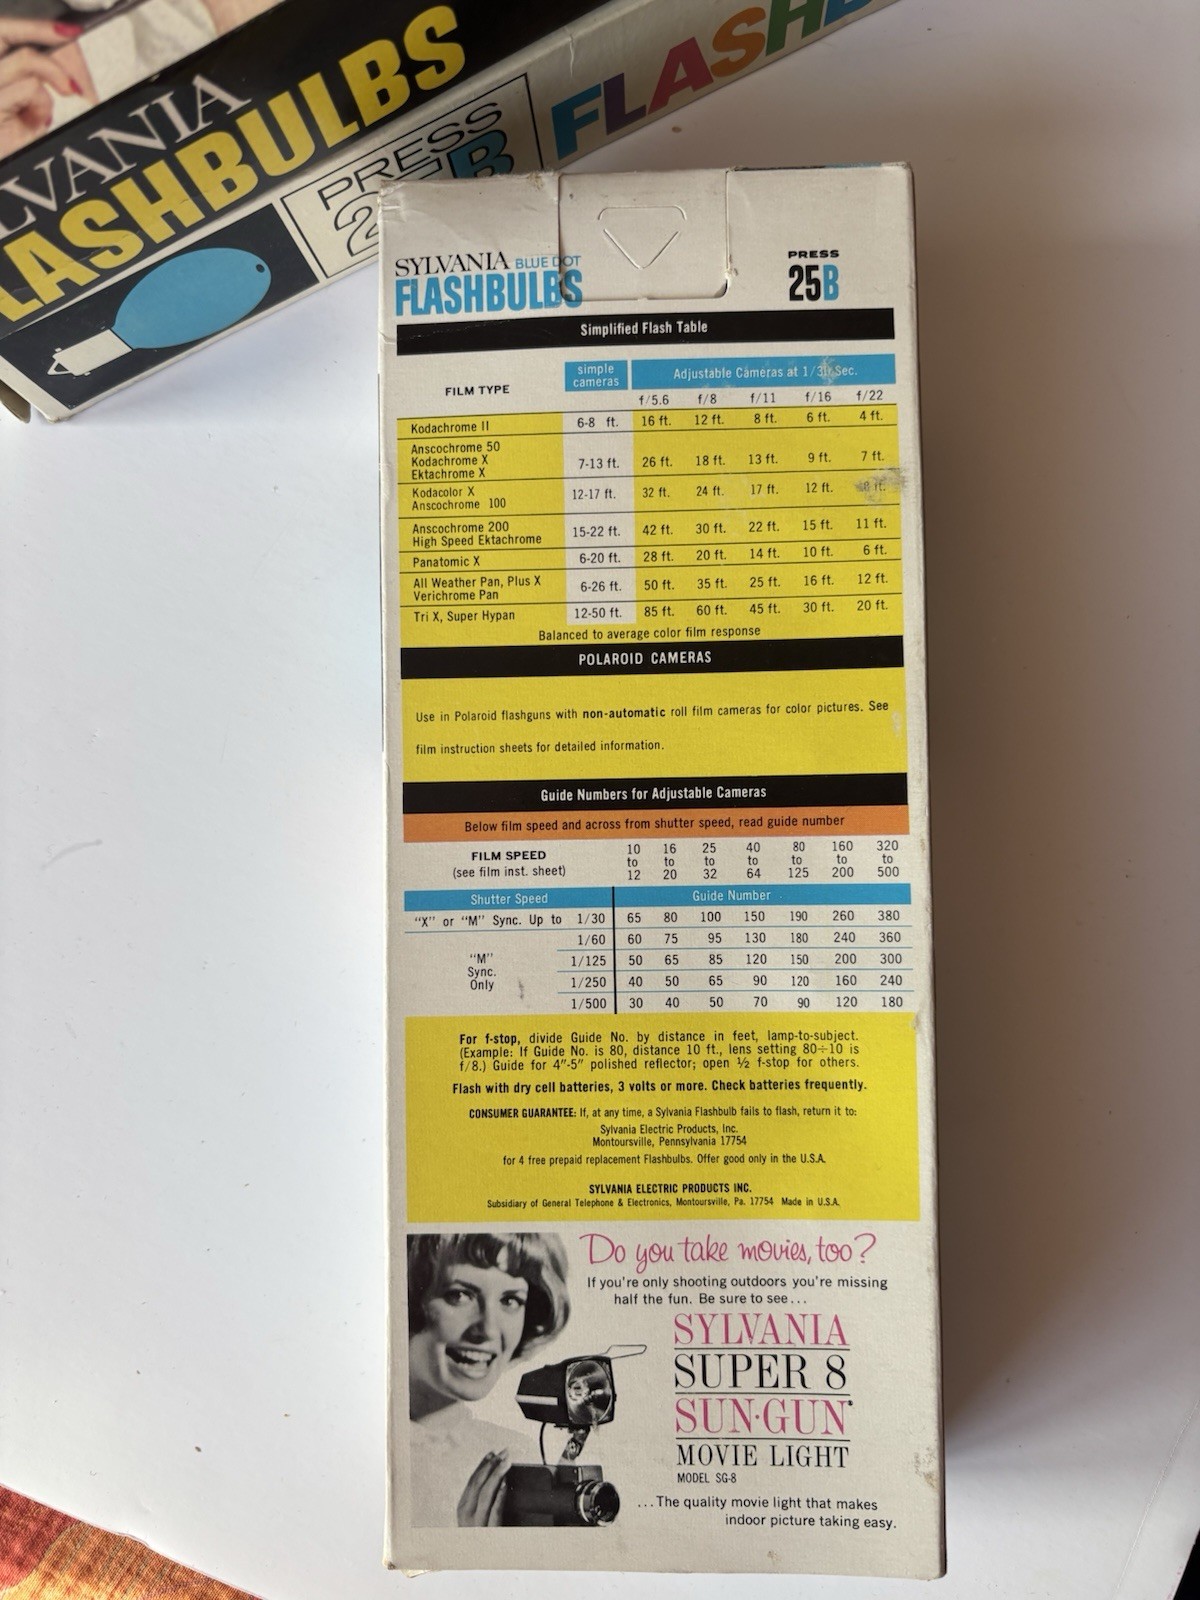 SYLVANIA
FLASHBULBS
PRESS
FLASH
SYLVANIA BLUE DOT
FLASHBULBS
PRESS
25B
Simplified Flash Table
FILM TYPE simple cameras Adjustable Cameras at 1/30 Sec.
f/5.6 f/8 f/11 f/16 f/22
Kodachrome II 6-8 ft. 16 ft. 12 ft. 8 ft. 6 ft. 4 ft.
Anscochrome 50
Kodachrome X 7-13 ft. 26 ft. 18 ft. 13 ft. 9 ft. 7 ft.
Ektachrome X
Kodacolor X 12-17 ft. 32 ft. 24 ft. 17 ft. 12 ft. 8 ft.
Anscochrome 100
Anscochrome 200 15-22 ft. 42 ft. 30 ft. 22 ft. 15 ft. 11 ft.
High Speed Ektachrome
Panatomic X 6-20 ft. 28 ft. 20 ft. 14 ft. 10 ft. 6 ft.
All Weather Pan, Plus X 6-26 ft. 50 ft. 35 ft. 25 ft. 16 ft. 12 ft.
Verichrome Pan
Tri X, Super Hypan 12-50 ft. 85 ft. 60 ft. 45 ft. 30 ft. 20 ft.
Balanced to average color film response
POLAROID CAMERAS
Use in Polaroid flashguns with non-automatic roll film cameras for color pictures. See
film instruction sheets for detailed information.
Guide Numbers for Adjustable Cameras
Below film speed and across from shutter speed, read guide number
FILM SPEED 10 16 25 40 80 160 320
(see film inst. sheet) to to to to to to to
12 20 32 64 125 200 500
Shutter Speed Guide Number
"X" or "M" Sync. Up to 1/30 65 80 100 150 190 260 380
1/60 60 75 95 130 180 240 360
"M" 1/125 50 65 85 120 150 200 300
Sync.
Only 1/250 40 50 65 90 120 160 240
1/500 30 40 50 70 90 120 180
For f-stop, divide Guide No. by distance in feet, lamp-to-subject.
(Example: If Guide No. is 80, distance 10 ft., lens setting 80÷10 is
f/8.) Guide for 4"-5" polished reflector; open ½ f-stop for others.
Flash with dry cell batteries, 3 volts or more. Check batteries frequently.
CONSUMER GUARANTEE: If, at any time, a Sylvania Flashbulb fails to flash, return it to:
Sylvania Electric Products, Inc.
Montoursville, Pennsylvania 17754
for 4 free prepaid replacement Flashbulbs. Offer good only in the U.S.A.
SYLVANIA ELECTRIC PRODUCTS INC.
Subsidiary of General Telephone & Electronics, Montoursville, Pa. 17754 Made in U.S.A.
Do you take movies, too?
If you're only shooting outdoors you're missing
half the fun. Be sure to see...
SYLVANIA
SUPER 8
SUN·GUN
MOVIE LIGHT
MODEL SG-8
...The quality movie light that makes
indoor picture taking easy.